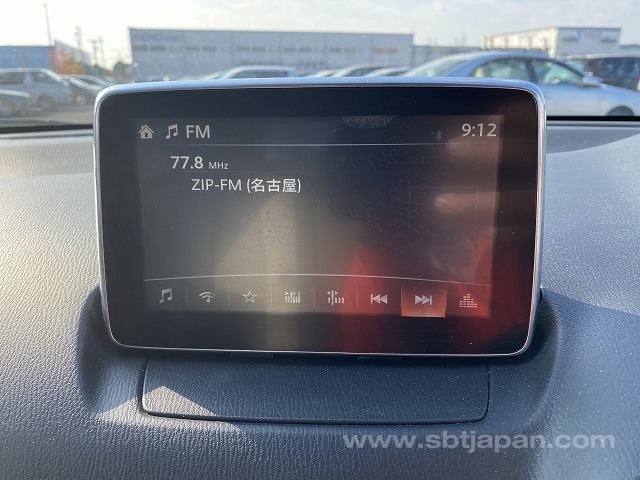 FM
9:12
77.8 MHz
ZIP-FM (名古屋)
www.sbtjapan.com